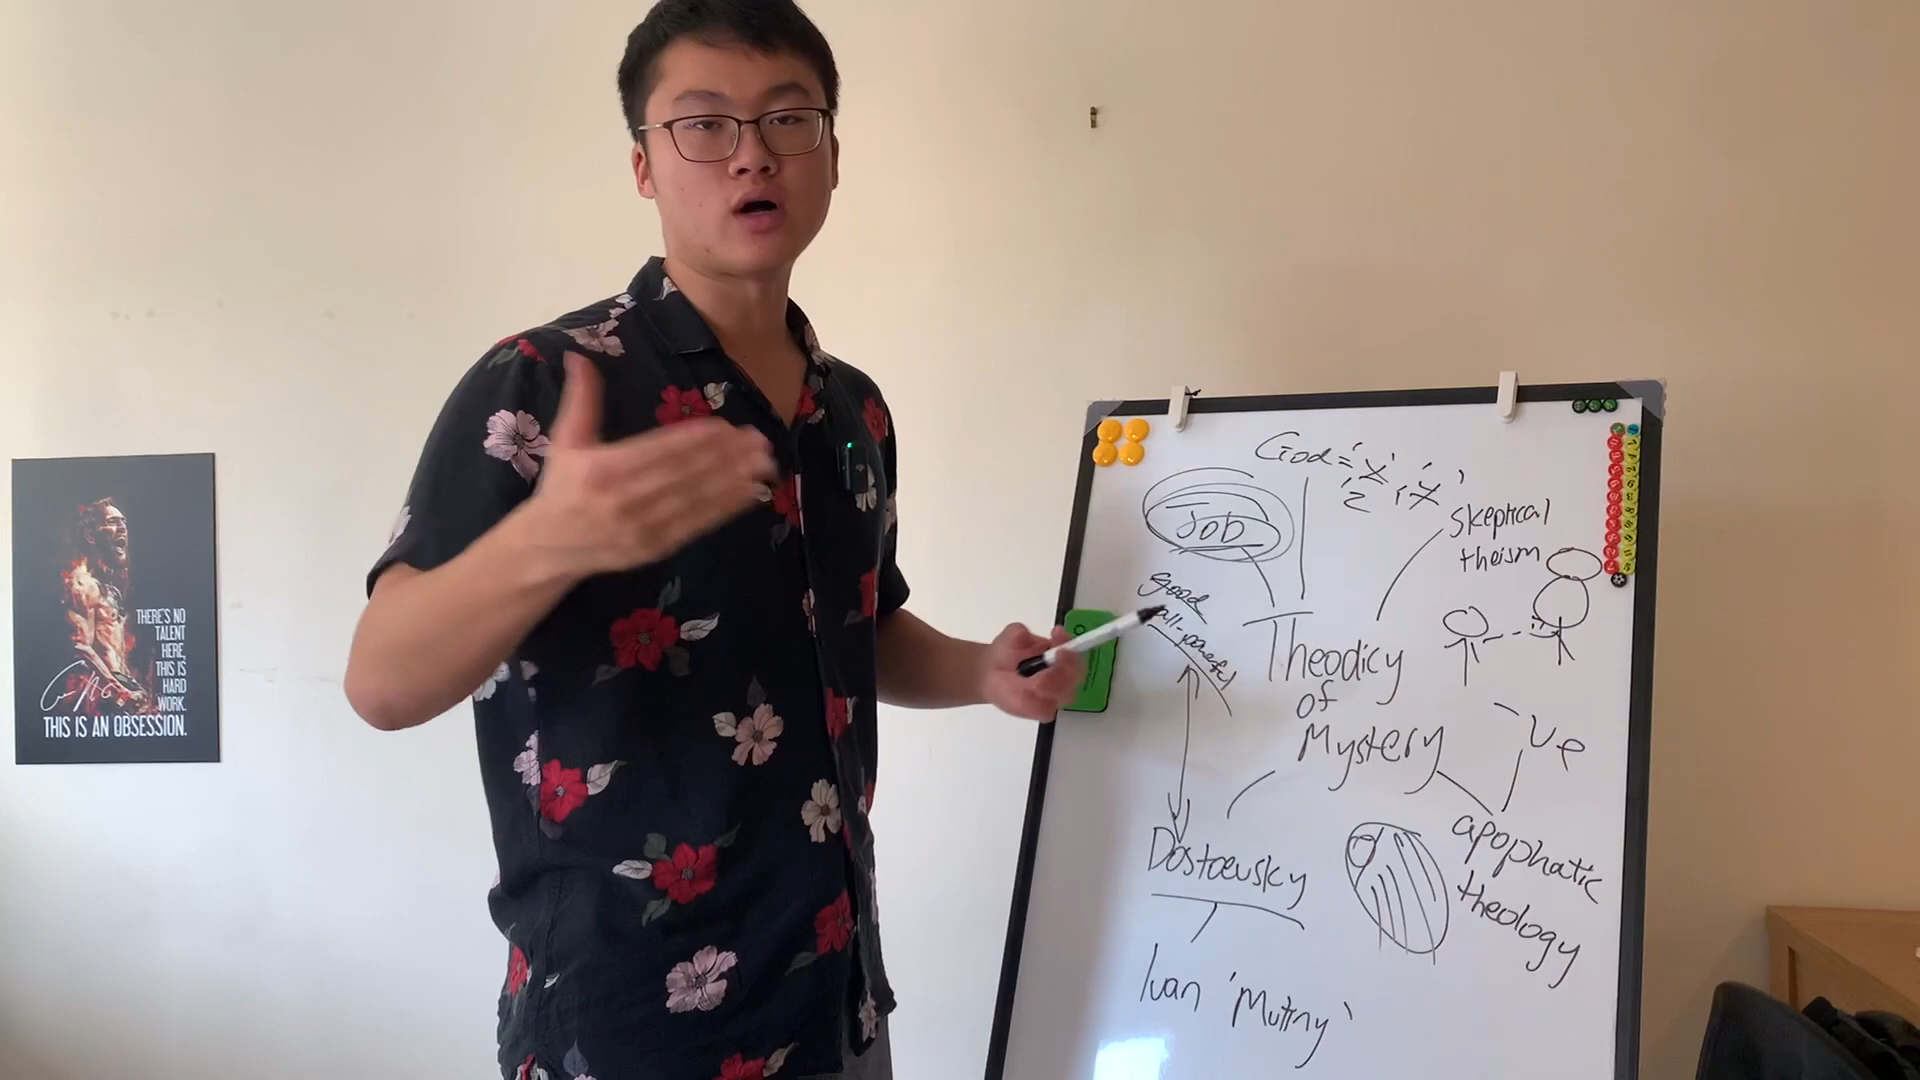 THERE'S NO
TALENT
HERE,
THIS IS
HARD
WORK.
THIS IS AN OBSESSION.
God = 'X', 'Y'
'Z'
Job
skeptical
theism
good
all-powerful
Theodicy
of
Mystery
-ve
Dostoevsky
apophatic
theology
Ivan 'Mutiny'